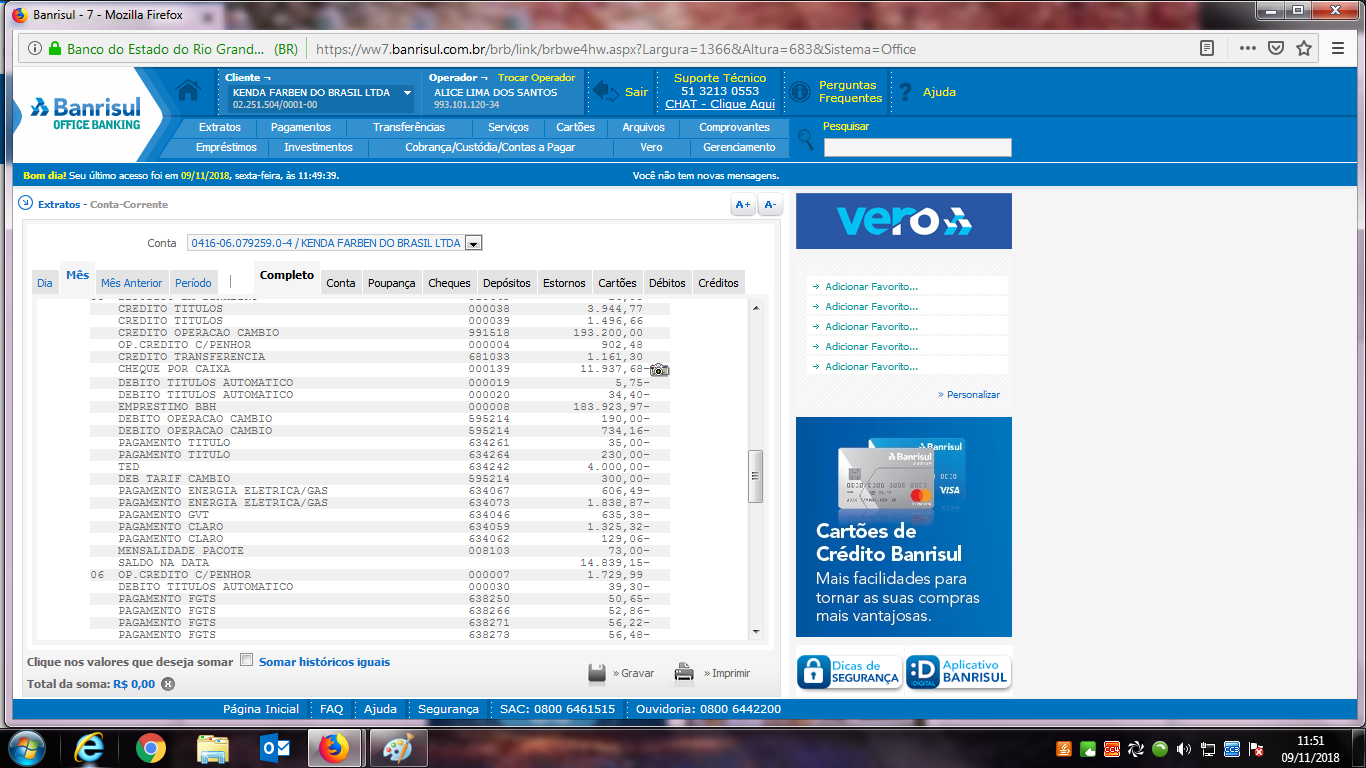 Banrisul - 7 - Mozilla Firefox
Banco do Estado do Rio Grand... (BR)
https://ww7.banrisul.com.br/brb/link/brbwe4hw.aspx?Largura=1366&Altura=683&Sistema=Office
Banrisul
OFFICE BANKING
Cliente ¬
KENDA FARBEN DO BRASIL LTDA
02.251.504/0001-00
Operador ¬ Trocar Operador
ALICE LIMA DOS SANTOS
993.101.120-34
Sair
Suporte Técnico
51 3213 0553
CHAT - Clique Aqui
Perguntas
Frequentes
? Ajuda
Extratos Pagamentos Transferências Serviços Cartões Arquivos Comprovantes
Empréstimos Investimentos Cobrança/Custódia/Contas a Pagar Vero Gerenciamento
Pesquisar
Bom dia! Seu último acesso foi em 09/11/2018, sexta-feira, às 11:49:39.
Você não tem novas mensagens.
Extratos - Conta-Corrente
A+ A-
Conta 0416-06.079259.0-4 / KENDA FARBEN DO BRASIL LTDA
Dia Mês Mês Anterior Período | Completo Conta Poupança Cheques Depósitos Estornos Cartões Débitos Créditos
CREDITO TITULOS 000038 3.944,77
CREDITO TITULOS 000039 1.496,66
CREDITO OPERACAO CAMBIO 991518 193.200,00
OP.CREDITO C/PENHOR 000004 902,48
CREDITO TRANSFERENCIA 681033 1.161,30
CHEQUE POR CAIXA 000139 11.937,68-
DEBITO TITULOS AUTOMATICO 000019 5,75-
DEBITO TITULOS AUTOMATICO 000020 34,40-
EMPRESTIMO BBH 000008 183.923,97-
DEBITO OPERACAO CAMBIO 595214 190,00-
DEBITO OPERACAO CAMBIO 595214 734,16-
PAGAMENTO TITULO 634261 35,00-
PAGAMENTO TITULO 634264 230,00-
TED 634242 4.000,00-
DEB TARIF CAMBIO 595214 300,00-
PAGAMENTO ENERGIA ELETRICA/GAS 634067 606,49-
PAGAMENTO ENERGIA ELETRICA/GAS 634073 1.838,87-
PAGAMENTO GVT 634046 635,38-
PAGAMENTO CLARO 634059 1.325,32-
PAGAMENTO CLARO 634062 129,06-
MENSALIDADE PACOTE 008103 73,00-
SALDO NA DATA 14.839,15-
06 OP.CREDITO C/PENHOR 000007 1.729,99
DEBITO TITULOS AUTOMATICO 000030 39,30-
PAGAMENTO FGTS 638250 50,65-
PAGAMENTO FGTS 638266 52,86-
PAGAMENTO FGTS 638271 56,22-
PAGAMENTO FGTS 638273 56,48-
Clique nos valores que deseja somar Somar históricos iguais
Total da soma: R$ 0,00
» Gravar » Imprimir
vero
Adicionar Favorito...
Adicionar Favorito...
Adicionar Favorito...
Adicionar Favorito...
Adicionar Favorito...
» Personalizar
Banrisul
Banrisul
VISA
mastercard
Cartões de
Crédito Banrisul
Mais facilidades para
tornar as suas compras
mais vantajosas.
Dicas de
SEGURANÇA
:D
DIGITAL
Aplicativo
BANRISUL
Página Inicial FAQ Ajuda Segurança SAC: 0800 6461515 Ouvidoria: 0800 6442200
11:51
09/11/2018